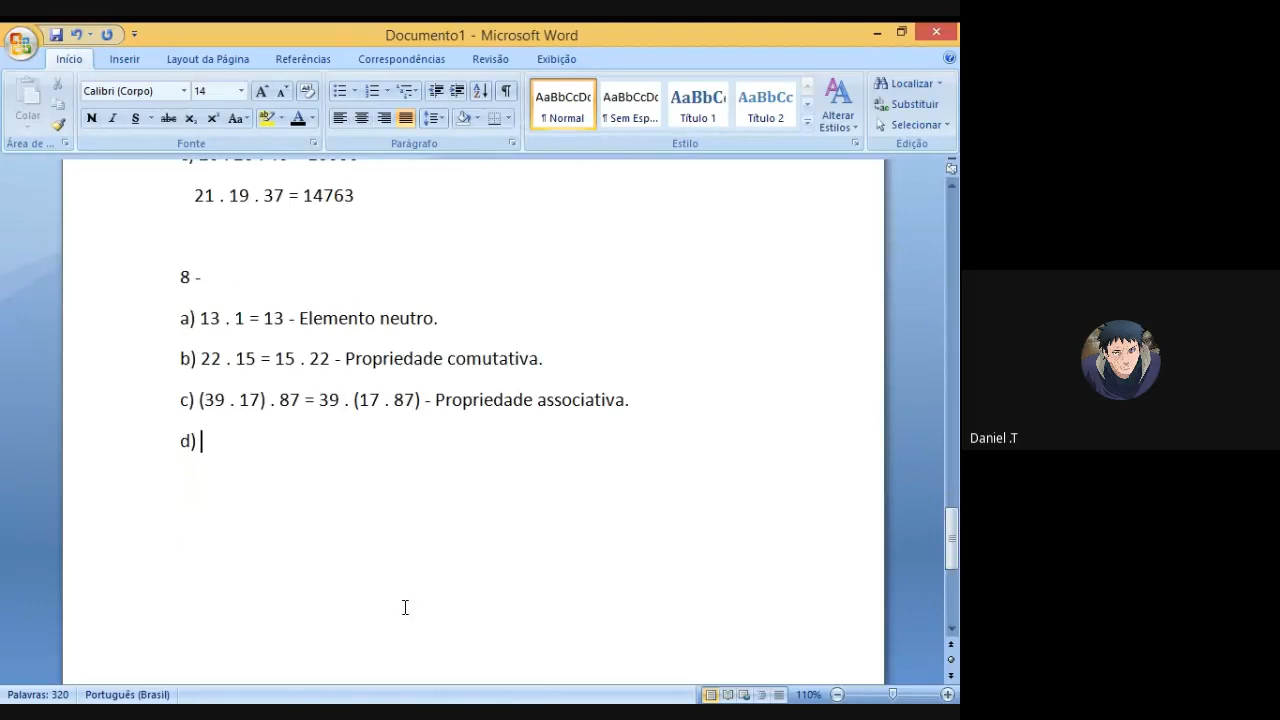 Documento1 - Microsoft Word
Início Inserir Layout da Página Referências Correspondências Revisão Exibição
Calibri (Corpo) 14
AaBbCcDc AaBbCcDc AaBbC AaBbCc
Localizar
Substituir
Selecionar
Colar
¶ Normal ¶ Sem Esp... Título 1 Título 2
Alterar
Estilos
Área de ... Fonte Parágrafo Estilo Edição
21 . 19 . 37 = 14763
8 -
a) 13 . 1 = 13 - Elemento neutro.
b) 22 . 15 = 15 . 22 - Propriedade comutativa.
c) (39 . 17) . 87 = 39 . (17 . 87) - Propriedade associativa.
d)
Daniel .T
Palavras: 320 Português (Brasil) 110%